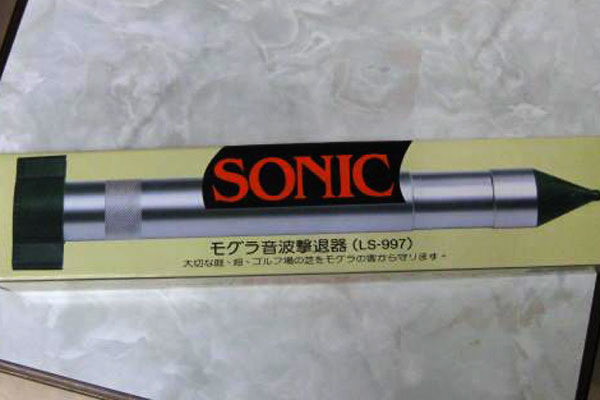 SONIC
モグラ音波撃退器(LS-997)
大切な庭、畑、ゴルフ場の芝をモグラの害から守ります。